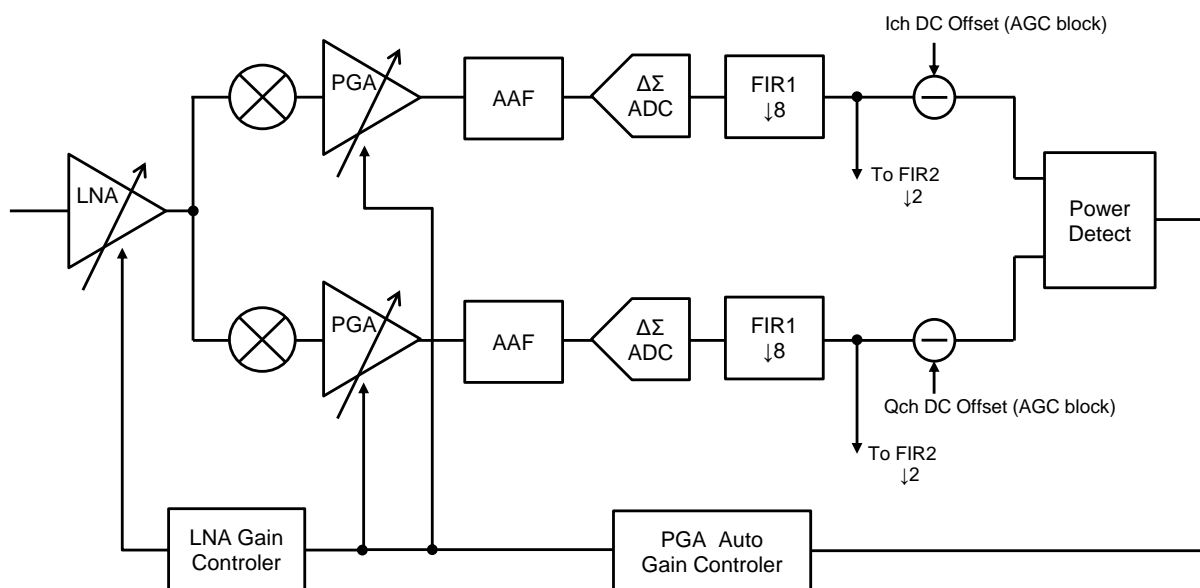 Ich DC Offset (AGC block)
PGA
AAF
ΔΣ
ADC
FIR1
↓8
To FIR2
↓2
LNA
Power
Detect
PGA
AAF
ΔΣ
ADC
FIR1
↓8
Qch DC Offset (AGC block)
To FIR2
↓2
LNA Gain
Controler
PGA Auto
Gain Controler